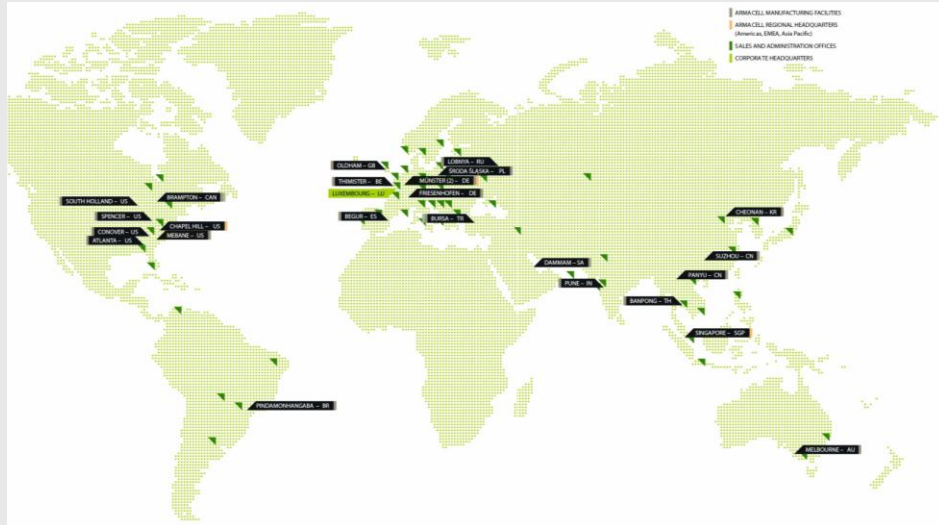 ARMACELL MANUFACTURING FACILITIES
ARMACELL REGIONAL HEADQUARTERS
(Americas, EMEA, Asia Pacific)
SALES AND ADMINISTRATION OFFICES
CORPORATE HEADQUARTERS
OLDHAM – GB
LOBNYA – RU
ŚRODA ŚLĄSKA – PL
THIMISTER – BE
MÜNSTER (2) – DE
LUXEMBOURG – LU
FRIESENHOFEN – DE
BEGUR – ES
BURSA – TR
BRAMPTON – CAN
SOUTH HOLLAND – US
SPENCER – US
CHAPEL HILL – US
CONOVER – US
MEBANE – US
ATLANTA – US
CHEONAN – KR
SUZHOU – CN
DAMMAM – SA
PANYU – CN
PUNE – IN
BANPONG – TH
SINGAPORE – SGP
PINDAMONHANGABA – BR
MELBOURNE – AU